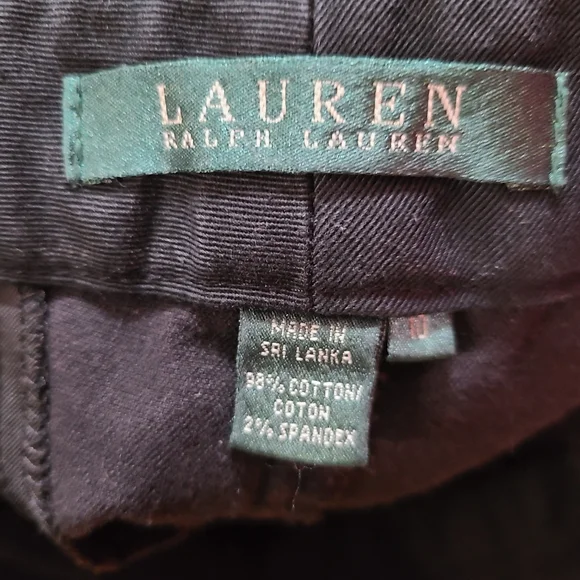 LAUREN
RALPH LAUREN
MADE IN
SRI LANKA
98% COTTON/
COTON
2% SPANDEX
10